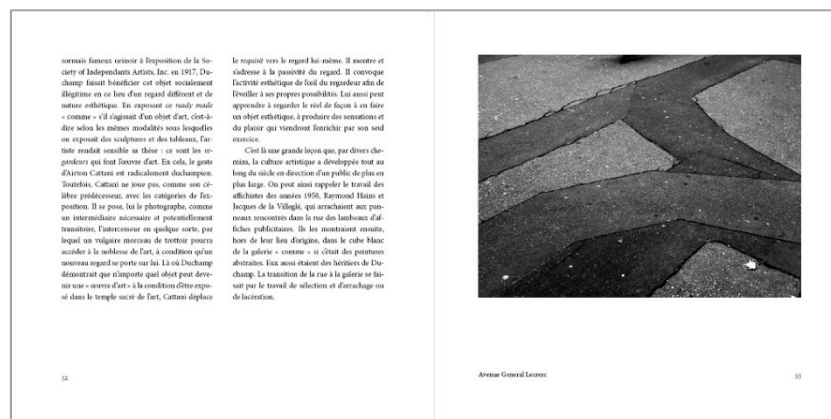 sormais fameux urinoir à l'exposition de la So-
ciety of Independants Artists, Inc. en 1917, Du-
champ faisait bénéficier cet objet socialement
illégitime en ce lieu d'un regard différent et de
nature esthétique. En exposant ce ready made
« comme » s'il s'agissait d'un objet d'art, c'est-à-
dire selon les mêmes modalités sous lesquelles
on exposait des sculptures et des tableaux, l'ar-
tiste rendait sensible sa thèse : ce sont les re-
gardeurs qui font l'œuvre d'art. En cela, le geste
d'Airton Cattani est radicalement duchampien.
Toutefois, Cattani ne joue pas, comme son cé-
lèbre prédécesseur, avec les catégories de l'ex-
position. Il se pose, lui le photographe, comme
un intermédiaire nécessaire et potentiellement
transitoire, l'intercesseur en quelque sorte, par
lequel un vulgaire morceau de trottoir pourra
accéder à la noblesse de l'art, à condition qu'un
nouveau regard se porte sur lui. Là où Duchamp
démontrait que n'importe quel objet peut deve-
nir une « œuvre d'art » à la condition d'être expo-
sé dans le temple sacré de l'art, Cattani déplace
le requisit vers le regard lui-même. Il montre et
s'adresse à la passivité du regard. Il convoque
l'activité esthétique de l'œil du regardeur afin de
l'éveiller à ses propres possibilités. Lui aussi peut
apprendre à regarder le réel de façon à en faire
un objet esthétique, à produire des sensations et
du plaisir qui viendront l'enrichir par son seul
exercice.
C'est là une grande leçon que, par divers che-
mins, la culture artistique a développée tout au
long du siècle en direction d'un public de plus en
plus large. On peut ainsi rappeler le travail des
affichistes des années 1950, Raymond Hains et
Jacques de la Villeglé, qui arrachaient aux pan-
neaux rencontrés dans la rue des lambeaux d'af-
fiches publicitaires. Ils les montraient ensuite,
hors de leur lieu d'origine, dans le cube blanc
de la galerie « comme » si c'était des peintures
abstraites. Eux aussi étaient des héritiers de Du-
champ. La transition de la rue à la galerie se fai-
sait par le travail de sélection et d'arrachage ou
de lacération.
32
Avenue General Lecrerc
33